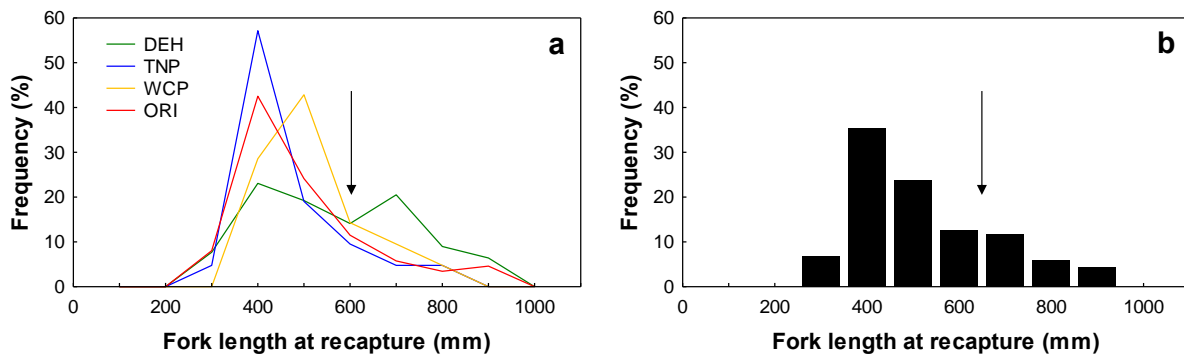 a
60
50
40
30
20
10
0
Frequency (%)
DEH
TNP
WCP
ORI
0 200 400 600 800 1000
Fork length at recapture (mm)
b
60
50
40
30
20
10
0
Frequency (%)
0 200 400 600 800 1000
Fork length at recapture (mm)